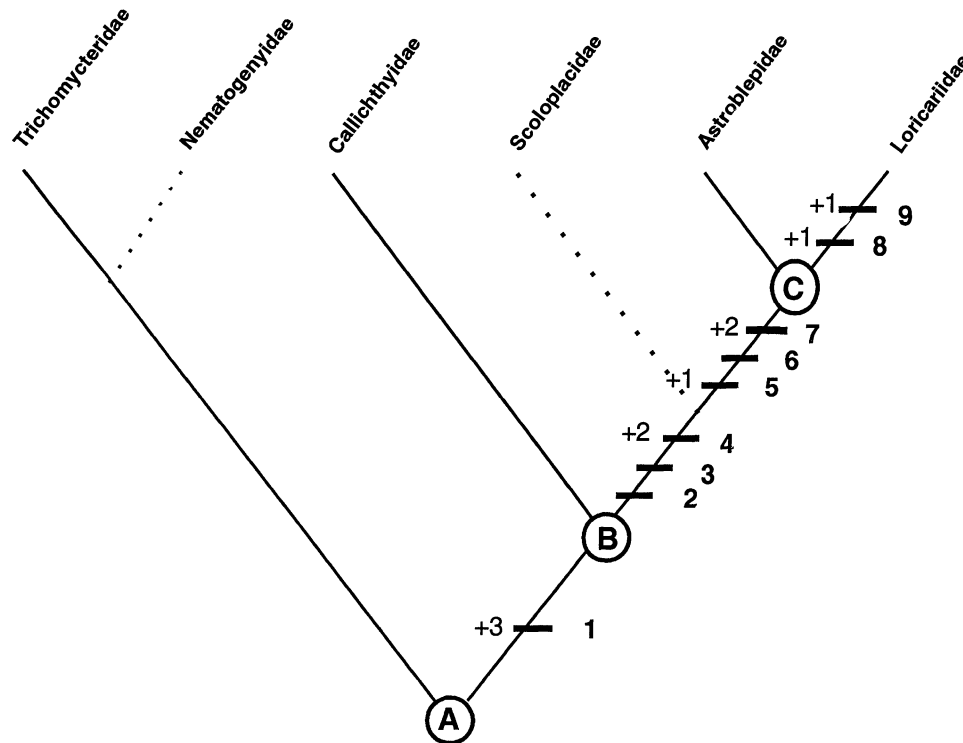 Trichomycteridae
Nematogenyidae
Callichthyidae
Scoloplacidae
Astroblepidae
Loricariidae
+1 9
+1 8
C
+2 7
6
+1 5
+2 4
3
2
B
+3 1
A